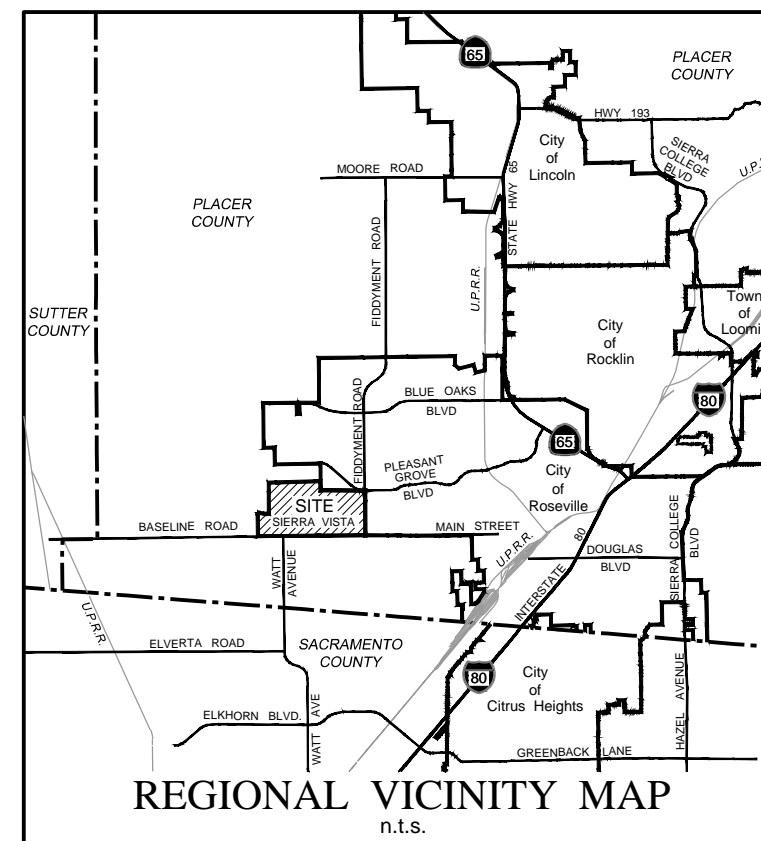 65
PLACER
COUNTY
HWY 193
City
of
Lincoln
SIERRA
COLLEGE
BLVD
U.P.
MOORE ROAD
STATE HWY 65
PLACER
COUNTY
FIDDYMENT ROAD
U.P.R.R.
SUTTER
COUNTY
Town
of
Loomi
City
of
Rocklin
BLUE OAKS
BLVD
80
FIDDYMENT ROAD
65
PLEASANT
GROVE
BLVD
City
of
Roseville
SITE
SIERRA VISTA
BASELINE ROAD
MAIN STREET
WATT
AVENUE
U.P.R.R.
INTERSTATE 80
DOUGLAS
BLVD
SIERRA COLLEGE
BLVD
U.P.R.R.
ELVERTA ROAD
SACRAMENTO
COUNTY
80
City
of
Citrus Heights
HAZEL AVENUE
ELKHORN BLVD.
WATT AVE
GREENBACK LANE
REGIONAL VICINITY MAP
n.t.s.